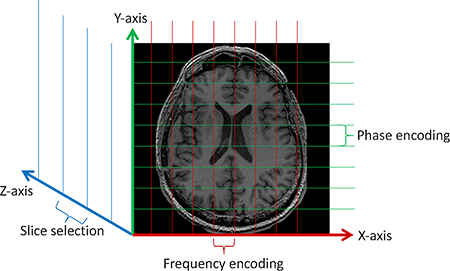 Y-axis
Phase encoding
Z-axis
Slice selection
X-axis
Frequency encoding